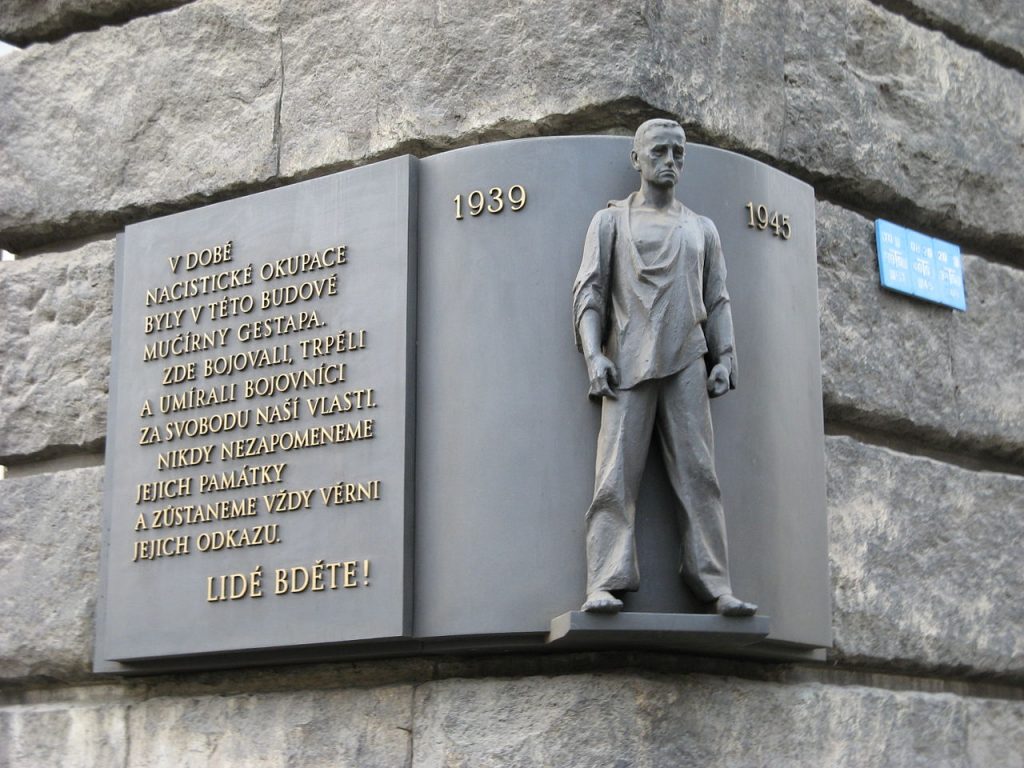 V DOBĚ
NACISTICKÉ OKUPACE
BYLY V TÉTO BUDOVĚ
MUČÍRNY GESTAPA.
ZDE BOJOVALI, TRPĚLI
A UMÍRALI BOJOVNÍCI
ZA SVOBODU NAŠÍ VLASTI.
NIKDY NEZAPOMENEME
JEJICH PAMÁTKY
A ZŮSTANEME VŽDY VĚRNI
JEJICH ODKAZU.
LIDÉ BDĚTE!
1939
1945